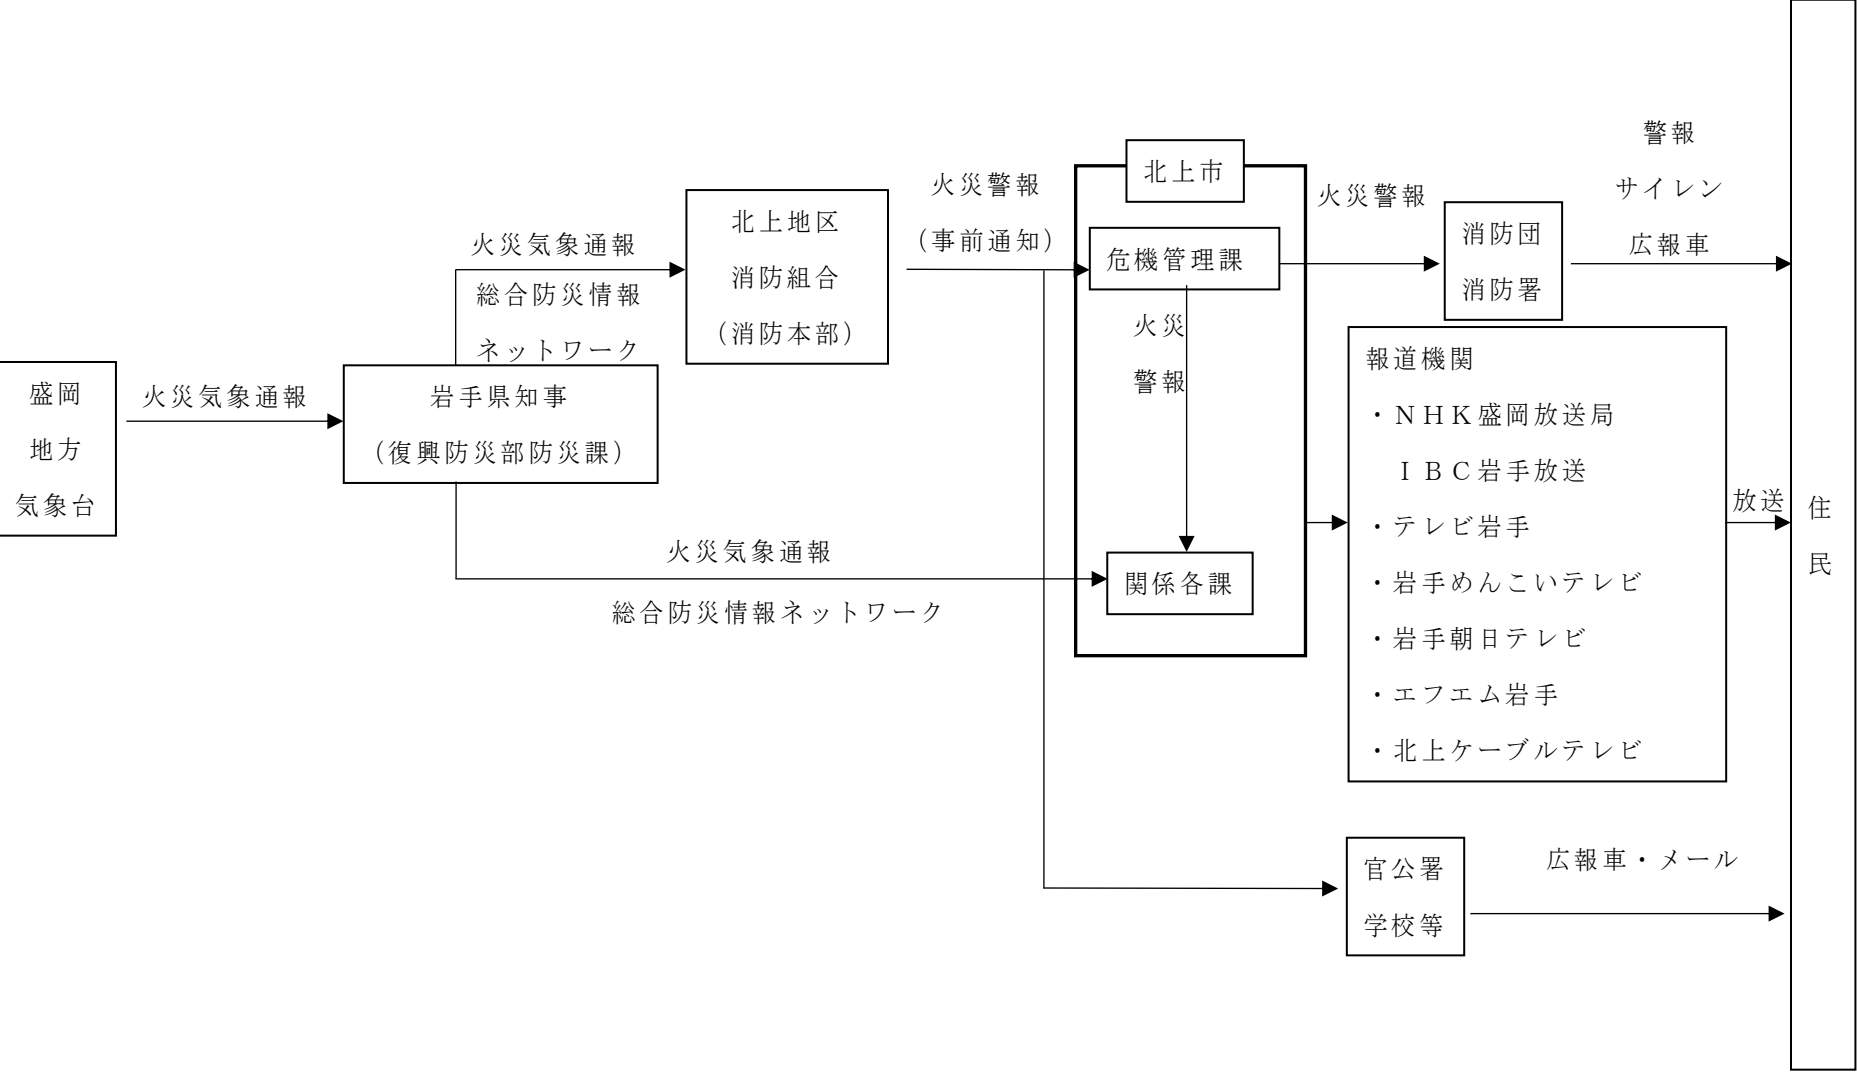 盛岡
地方
気象台
火災気象通報
岩手県知事
（復興防災部防災課）
火災気象通報
総合防災情報
ネットワーク
北上地区
消防組合
（消防本部）
火災気象通報
総合防災情報ネットワーク
火災警報
（事前通知）
北上市
危機管理課
火災
警報
関係各課
火災警報
消防団
消防署
警報
サイレン
広報車
報道機関
・ＮＨＫ盛岡放送局
ＩＢＣ岩手放送
・テレビ岩手
・岩手めんこいテレビ
・岩手朝日テレビ
・エフエム岩手
・北上ケーブルテレビ
放送
官公署
学校等
広報車・メール
住
民